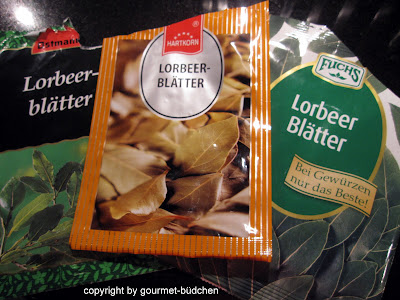 Ostmann
Lorbeer-
blätter
HARTKORN
LORBEER-
BLÄTTER
FUCHS
Lorbeer
Blätter
Bei Gewürzen
nur das Beste!
copyright by gourmet-büdchen